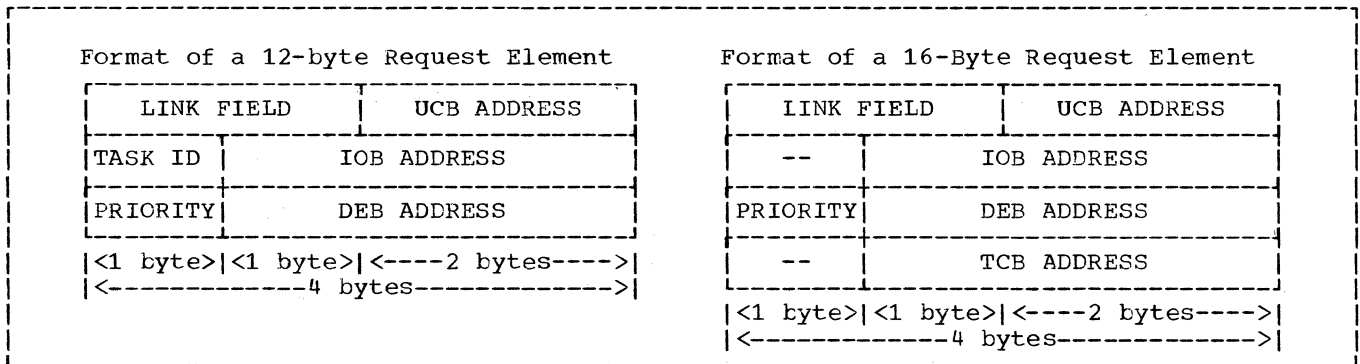 Format of a 12-byte Request Element
LINK FIELD UCB ADDRESS
TASK ID IOB ADDRESS
PRIORITY DEB ADDRESS
|<1 byte>|<1 byte>|<----2 bytes---->|
|<-------------4 bytes------------->|
Format of a 16-Byte Request Element
LINK FIELD UCB ADDRESS
-- IOB ADDRESS
PRIORITY DEB ADDRESS
-- TCB ADDRESS
|<1 byte>|<1 byte>|<----2 bytes---->|
|<-------------4 bytes------------->|